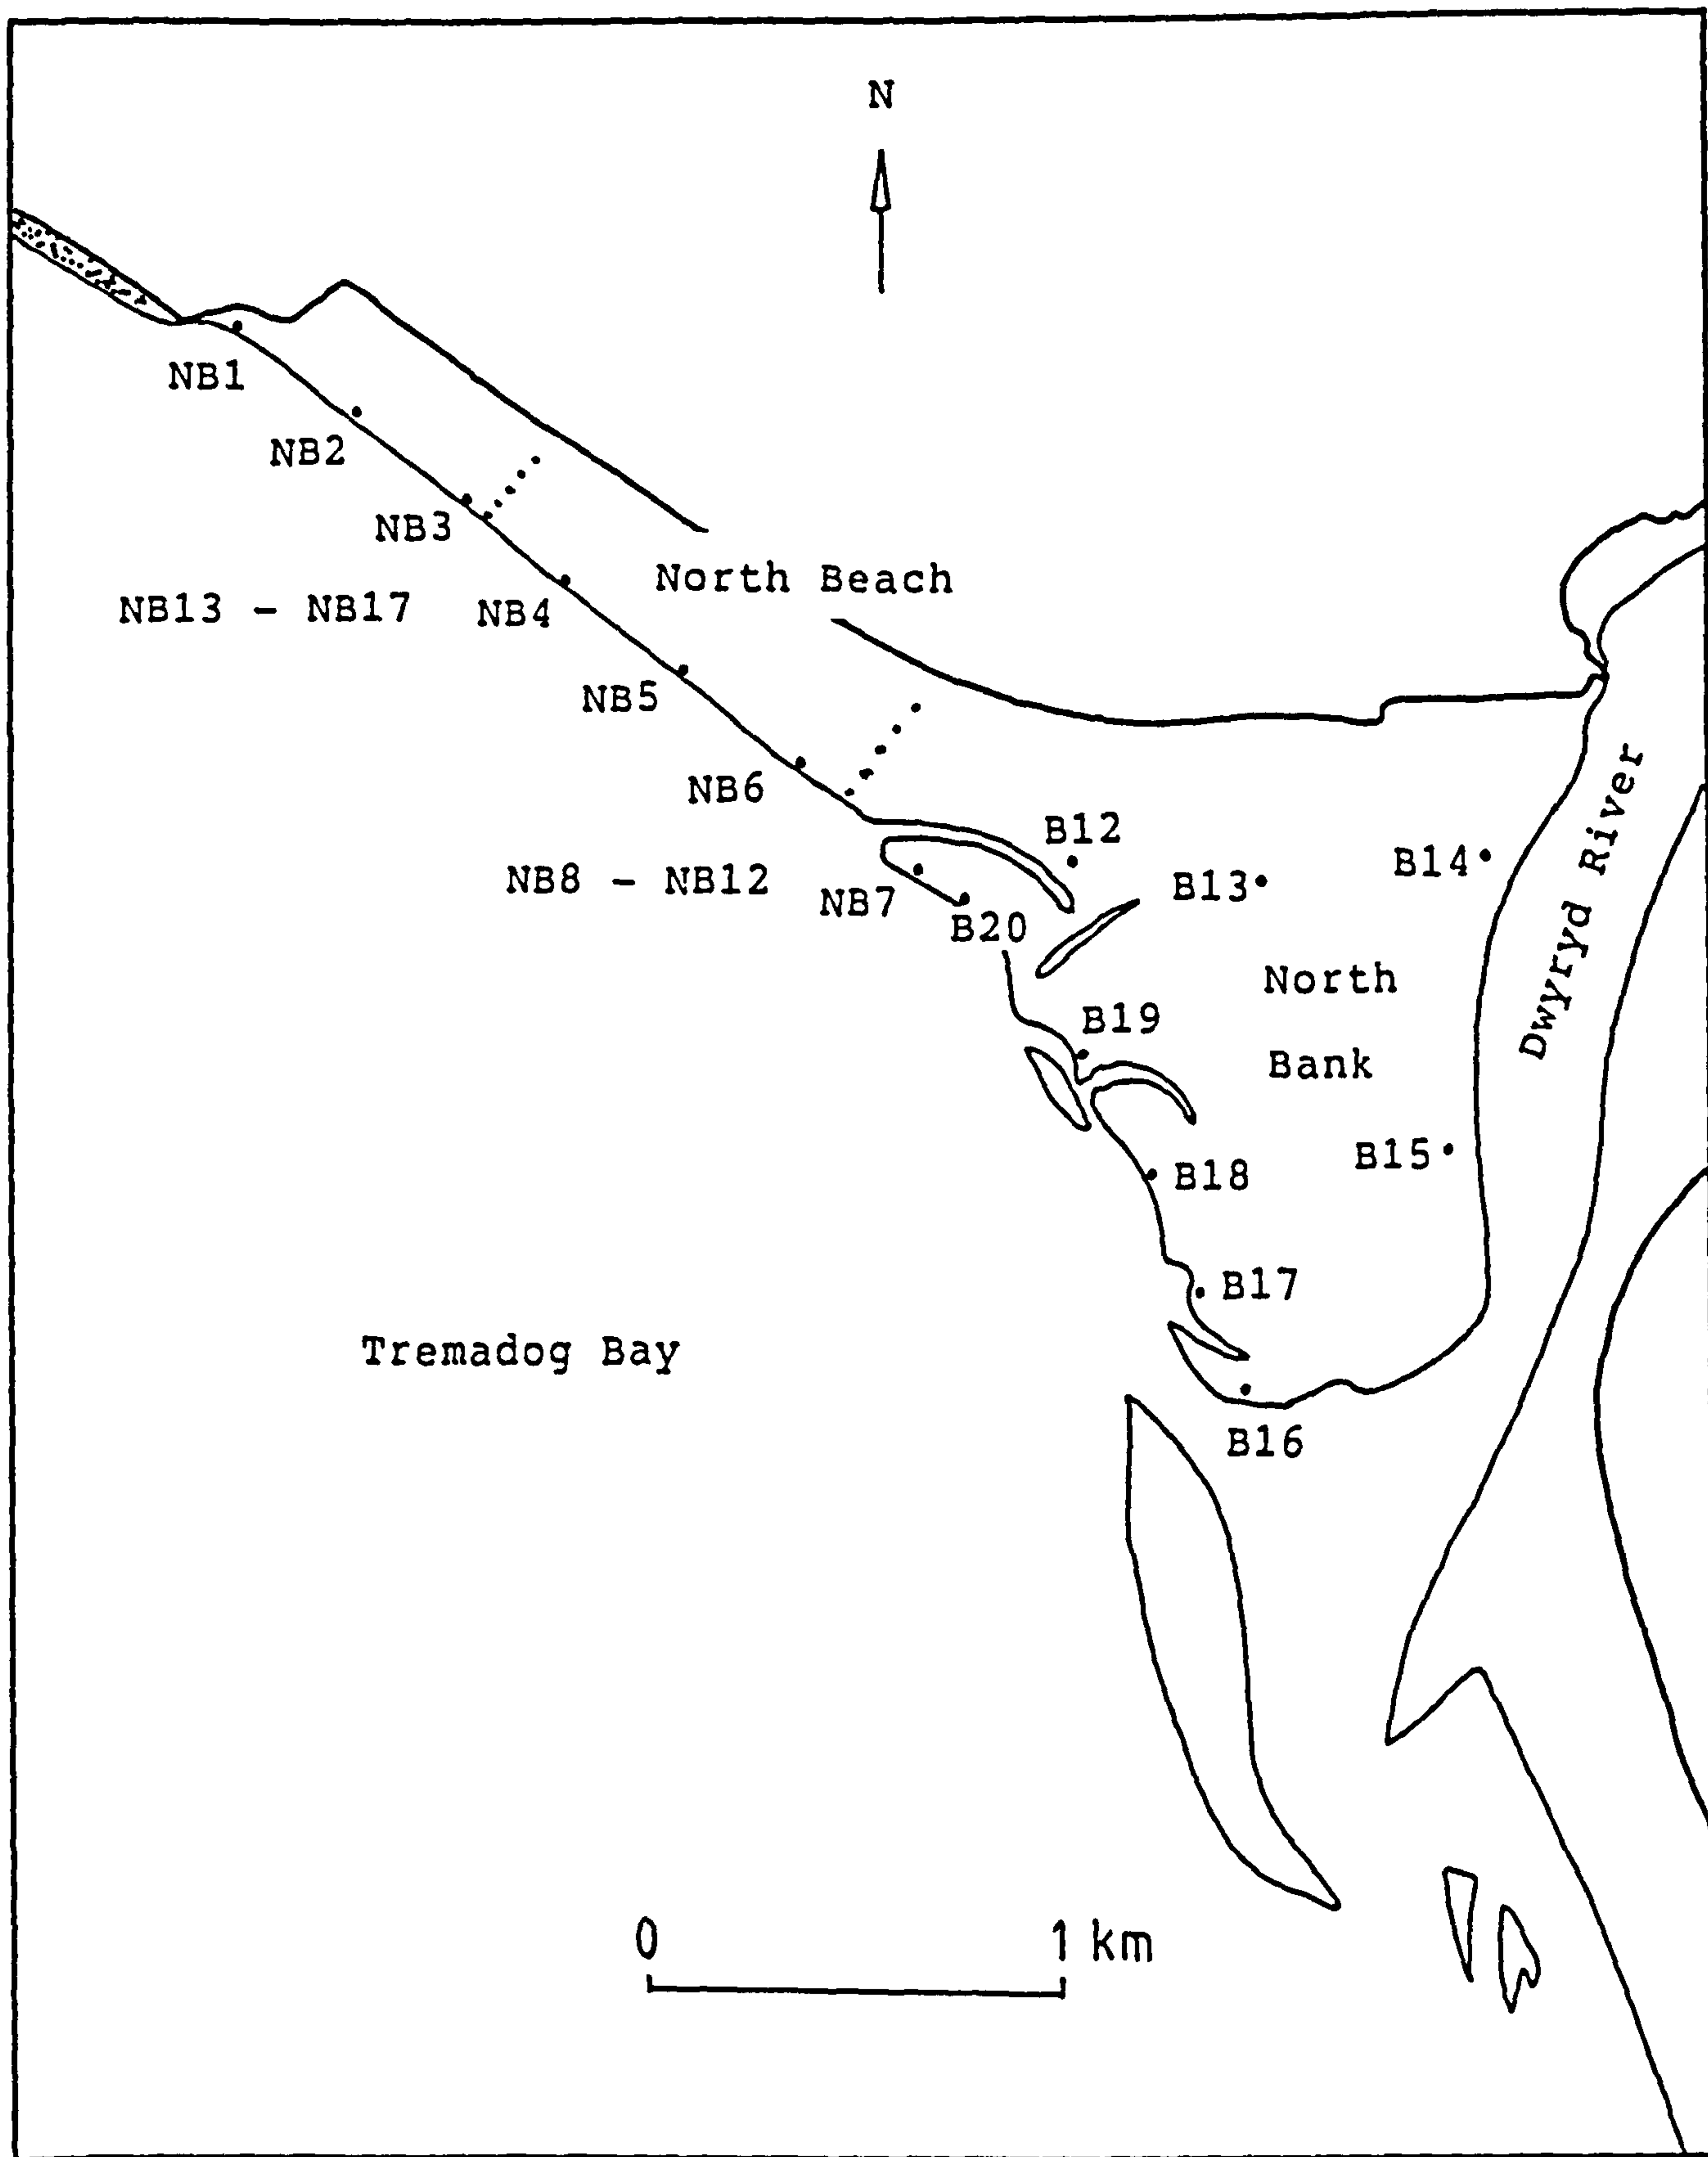 N
NB1
NB2
NB3
North Beach
NB13 - NB17
NB4
NB5
NB6
Dwyryd River
B12
B14
NB8 - NB12
NB7
B13
B20
North
Bank
B19
B15
B18
B17
Tremadog Bay
B16
0
1 km